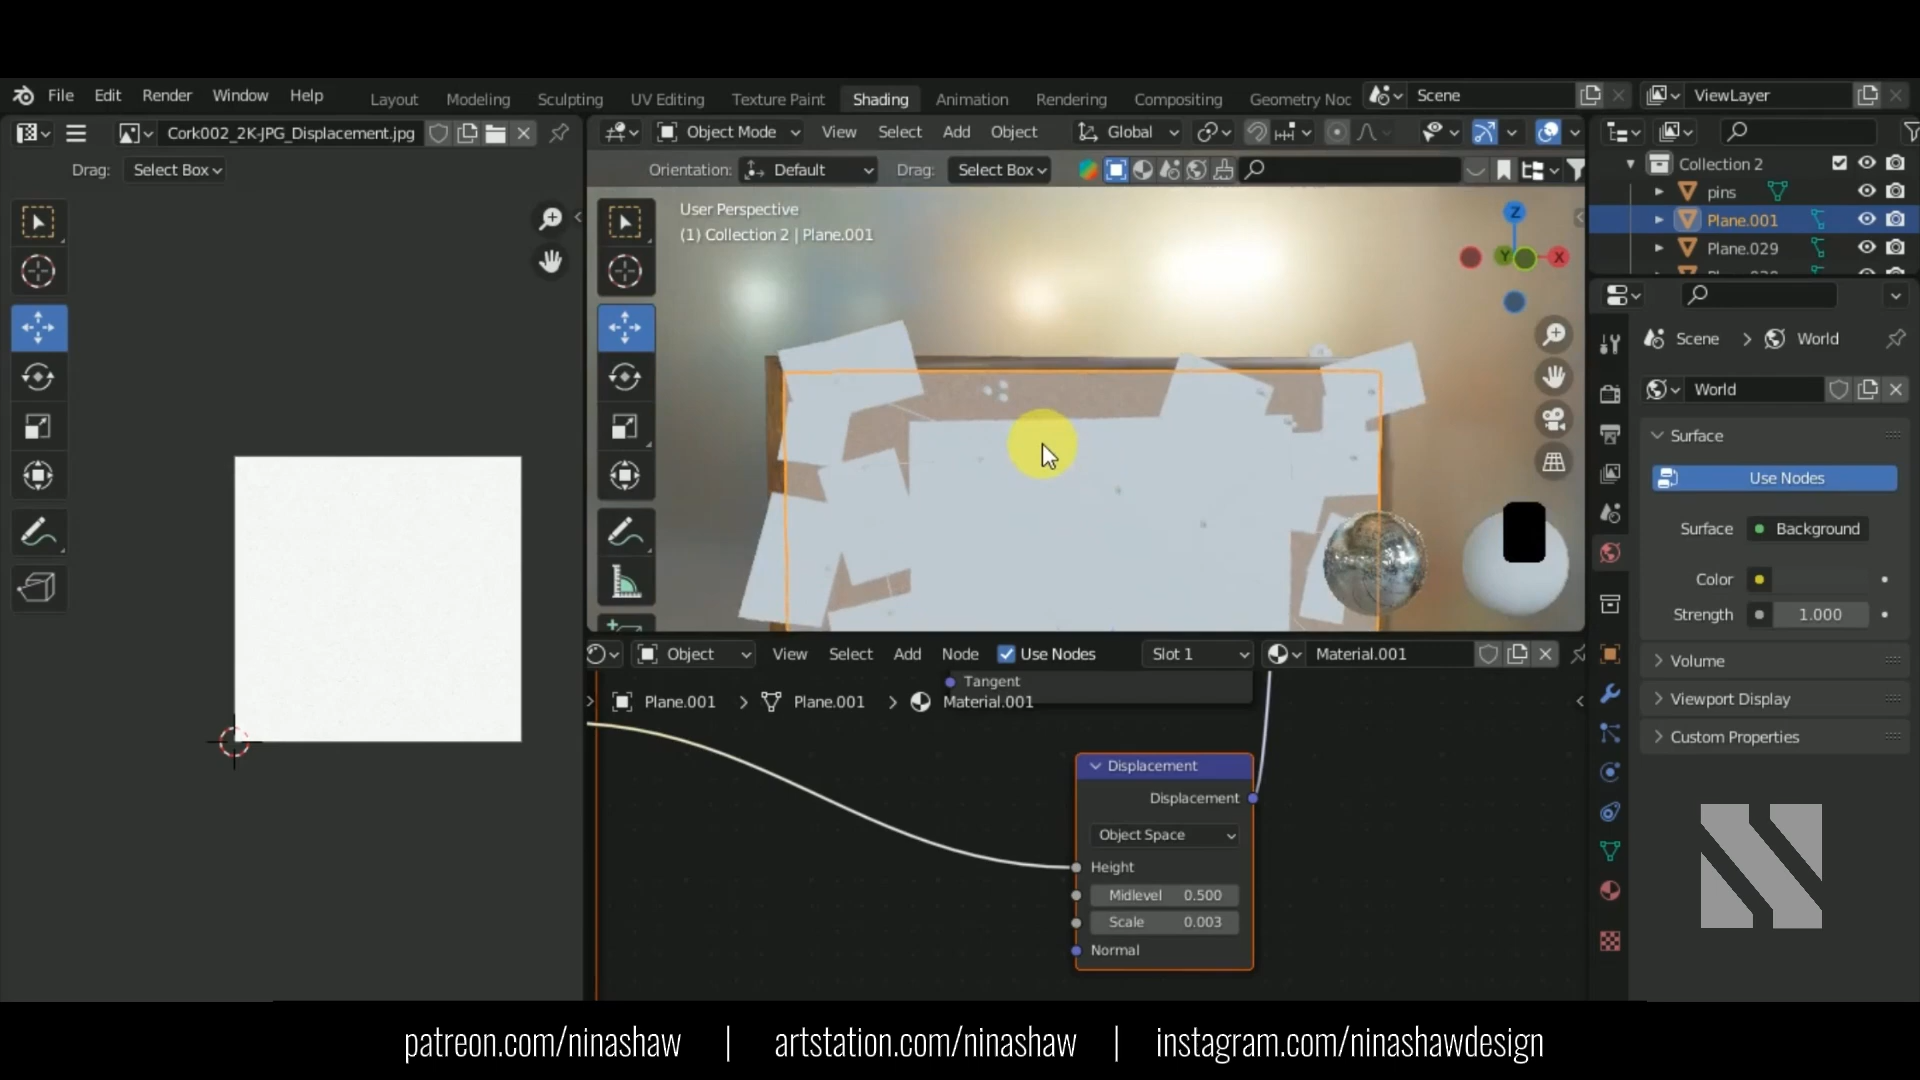 File Edit Render Window Help
Layout Modeling Sculpting UV Editing Texture Paint Shading Animation Rendering Compositing Geometry Noc
Scene
ViewLayer
Cork002_2K-JPG_Displacement.jpg
Object Mode View Select Add Object Global
Drag: Select Box
Orientation: Default Drag: Select Box
Collection 2
pins
Plane.001
Plane.029
User Perspective
(1) Collection 2 | Plane.001
Z
Y
X
Scene > World
World
Surface
Use Nodes
Surface Background
Color
Strength 1.000
Volume
Viewport Display
Custom Properties
Object View Select Add Node Use Nodes Slot 1 Material.001
Tangent
Plane.001 > Plane.001 > Material.001
Displacement
Displacement
Object Space
Height
Midlevel 0.500
Scale 0.003
Normal
patreon.com/ninashaw | artstation.com/ninashaw | instagram.com/ninashawdesign